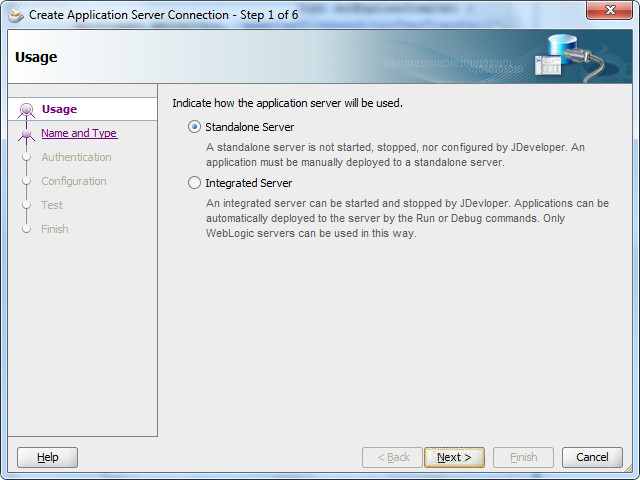 Create Application Server Connection - Step 1 of 6
Usage
Usage
Name and Type
Authentication
Configuration
Test
Finish
Indicate how the application server will be used.
Standalone Server
A standalone server is not started, stopped, nor configured by JDeveloper. An
application must be manually deployed to a standalone server.
Integrated Server
An integrated server can be started and stopped by JDevloper. Applications can be
automatically deployed to the server by the Run or Debug commands. Only
WebLogic servers can be used in this way.
Help
< Back
Next >
Finish
Cancel